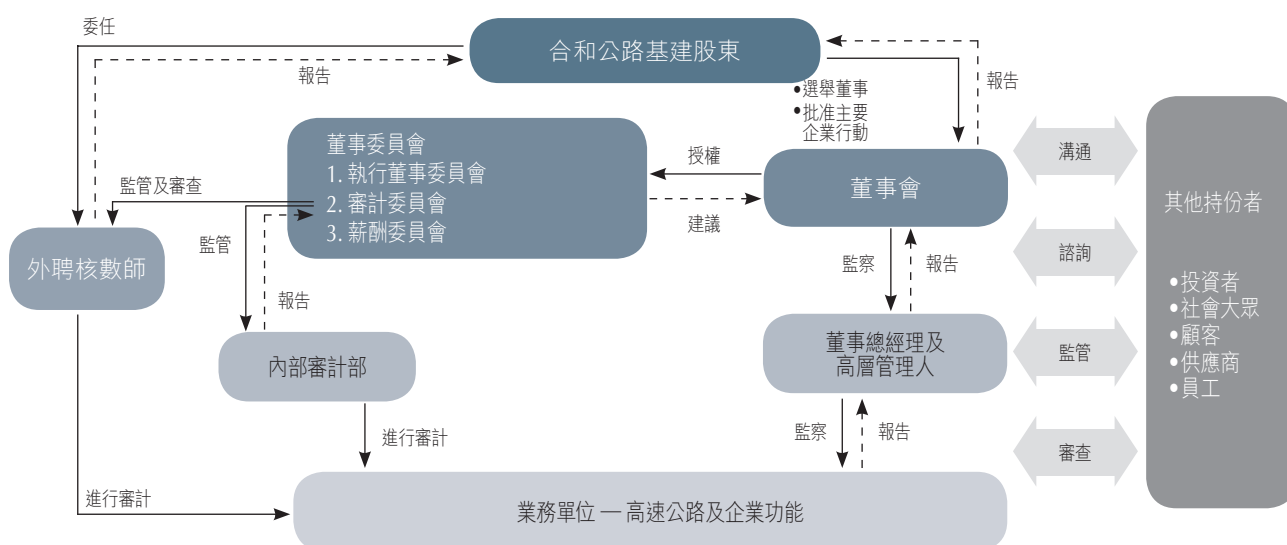 委任
合和公路基建股東
報告
報告
•選舉董事
•批准主要
企業行動
董事委員會
1. 執行董事委員會
2. 審計委員會
3. 薪酬委員會
授權
建議
董事會
溝通
其他持份者
監管及審查
外聘核數師
監管
報告
監察
報告
諮詢
•投資者
•社會大眾
•顧客
•供應商
•員工
內部審計部
董事總經理及
高層管理人
監管
進行審計
監察
報告
審查
進行審計
業務單位 — 高速公路及企業功能